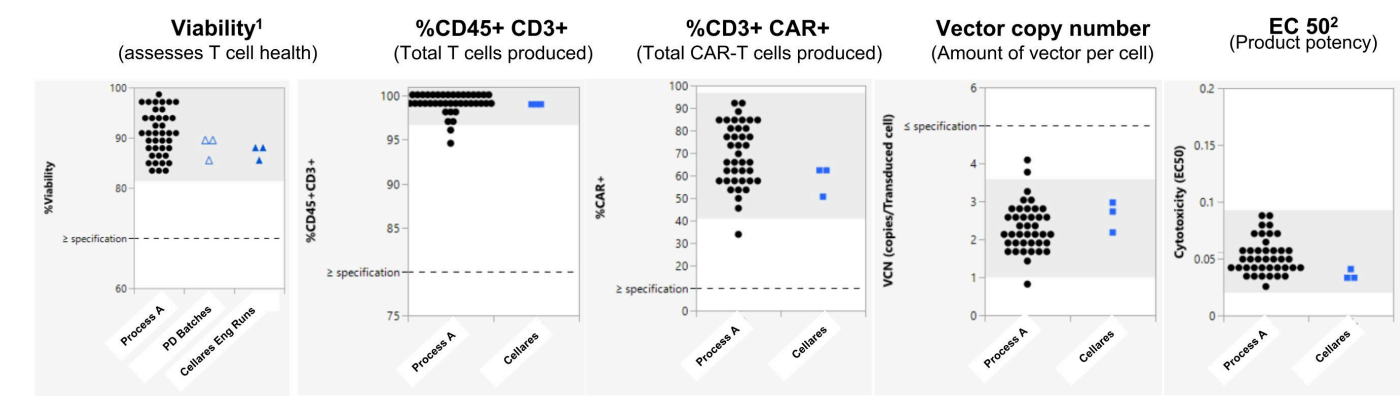 Viability¹
(assesses T cell health)
%Viability
100
90
80
≥ specification
60
Process A
PD Batches
Cellares Eng Runs
%CD45+ CD3+
(Total T cells produced)
%CD45+CD3+
100
95
90
85
≥ specification
75
Process A
Cellares
%CD3+ CAR+
(Total CAR-T cells produced)
%CAR+
100
90
80
70
60
50
40
30
20
≥ specification
0
Process A
Cellares
Vector copy number
(Amount of vector per cell)
VCN (copies/Transduced cell)
6
≤ specification
4
3
2
1
0
Process A
Cellares
EC 50²
(Product potency)
Cytotoxicity (EC50)
0.2
0.15
0.1
0.05
0
Process A
Cellares